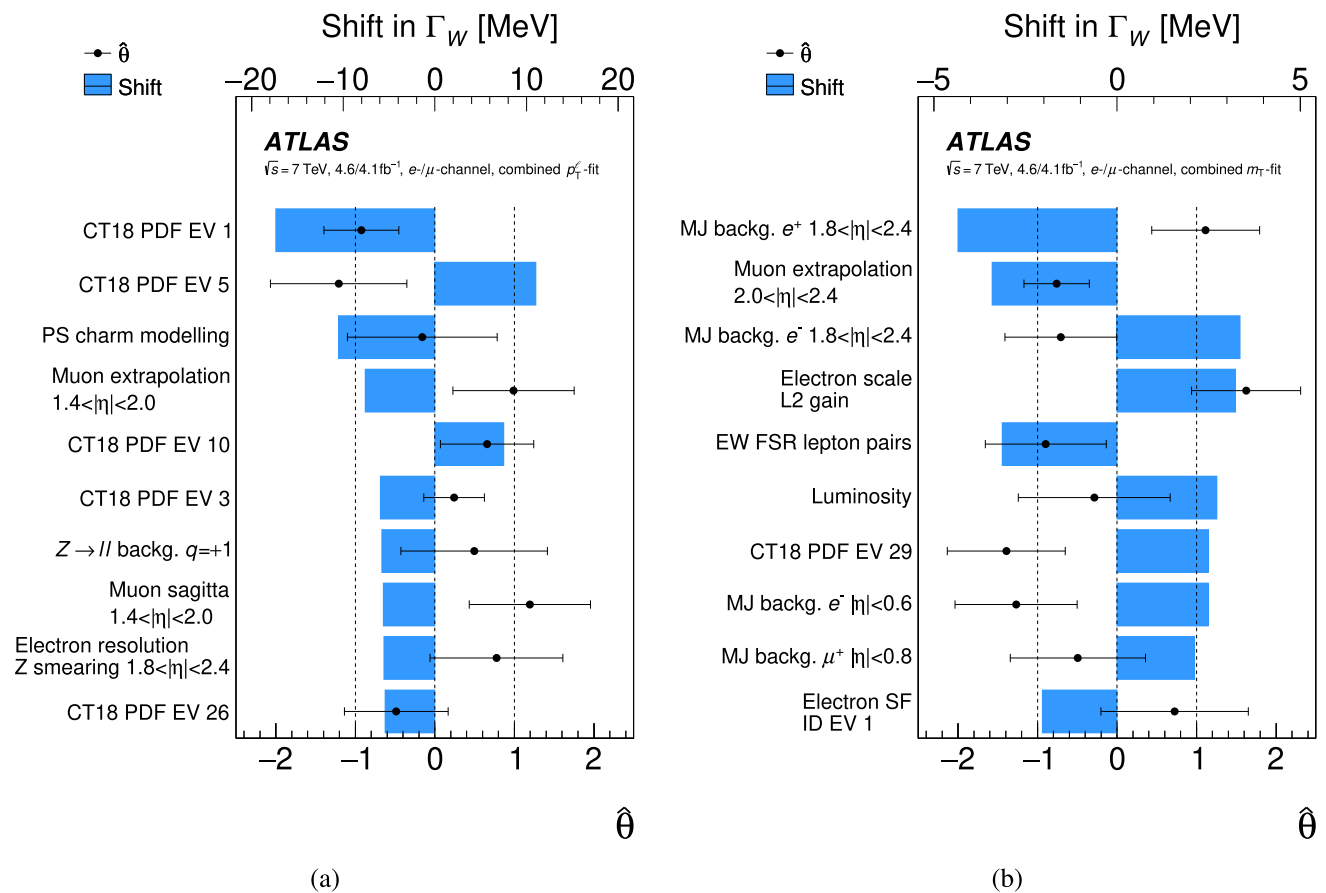 Shift in Γ_W [MeV]
θ̂
Shift
−20 −10 0 10 20
ATLAS
√s = 7 TeV, 4.6/4.1fb⁻¹, e-/μ-channel, combined p_T^ℓ-fit
CT18 PDF EV 1
CT18 PDF EV 5
PS charm modelling
Muon extrapolation
1.4<|η|<2.0
CT18 PDF EV 10
CT18 PDF EV 3
Z → ll backg. q=+1
Muon sagitta
1.4<|η|<2.0
Electron resolution
Z smearing 1.8<|η|<2.4
CT18 PDF EV 26
−2 −1 0 1 2
θ̂
(a)
Shift in Γ_W [MeV]
θ̂
Shift
−5 0 5
ATLAS
√s = 7 TeV, 4.6/4.1fb⁻¹, e-/μ-channel, combined m_T-fit
MJ backg. e⁺ 1.8<|η|<2.4
Muon extrapolation
2.0<|η|<2.4
MJ backg. e⁻ 1.8<|η|<2.4
Electron scale
L2 gain
EW FSR lepton pairs
Luminosity
CT18 PDF EV 29
MJ backg. e⁻ |η|<0.6
MJ backg. μ⁺ |η|<0.8
Electron SF
ID EV 1
−2 −1 0 1 2
θ̂
(b)